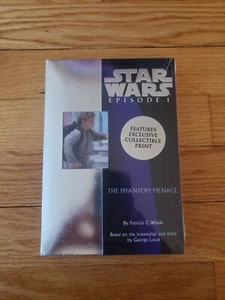 STAR
WARS
EPISODE I
FEATURES
EXCLUSIVE
COLLECTIBLE
PRINT
THE PHANTOM MENACE
By Patricia C. Wrede
Based on the screenplay and story
by George Lucas